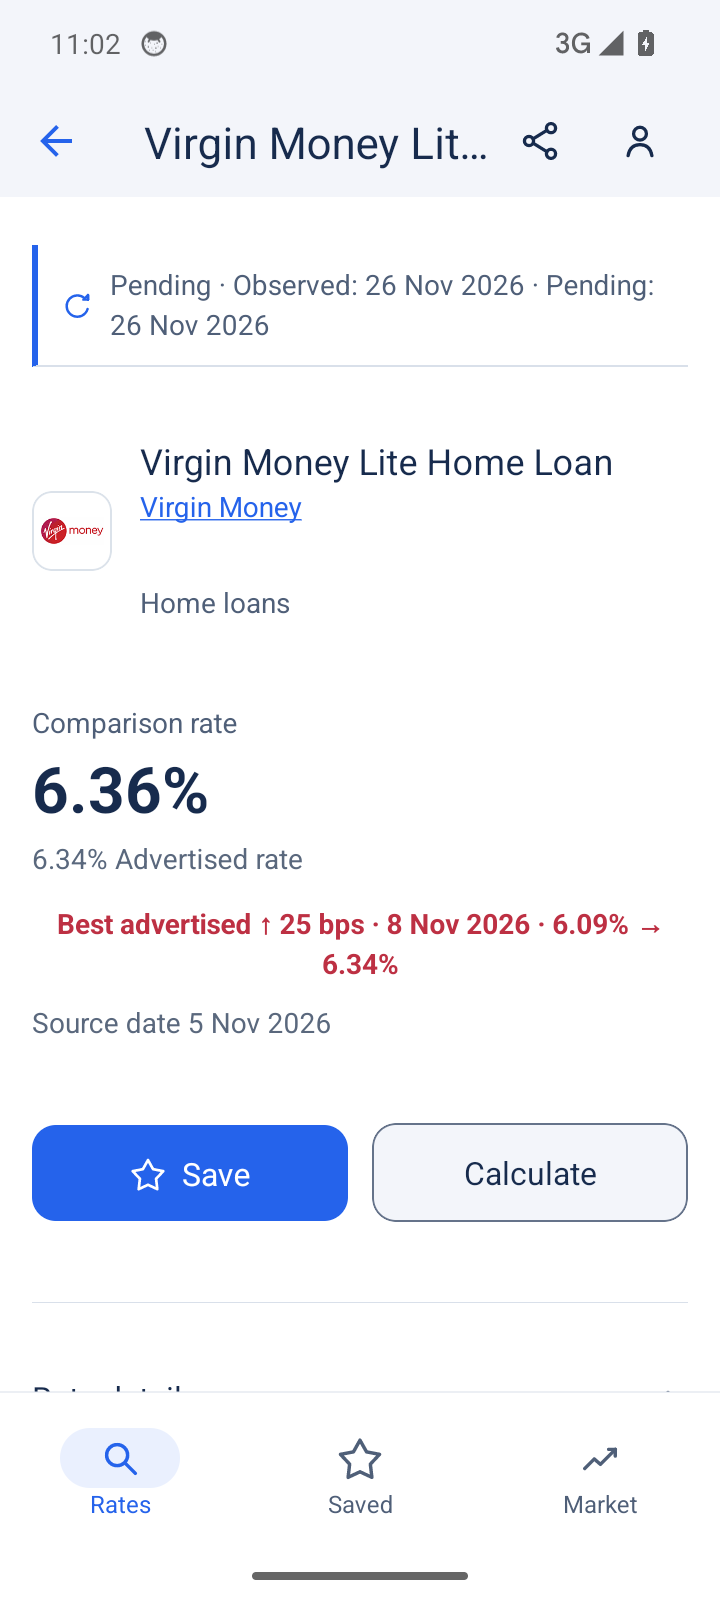 11:02
3G
Virgin Money Lit...
Pending · Observed: 26 Nov 2026 · Pending:
26 Nov 2026
Virgin Money Lite Home Loan
Virgin Money
Virgin money
Home loans
Comparison rate
6.36%
6.34% Advertised rate
Best advertised ↑ 25 bps · 8 Nov 2026 · 6.09% →
6.34%
Source date 5 Nov 2026
Save
Calculate
Rates
Saved
Market